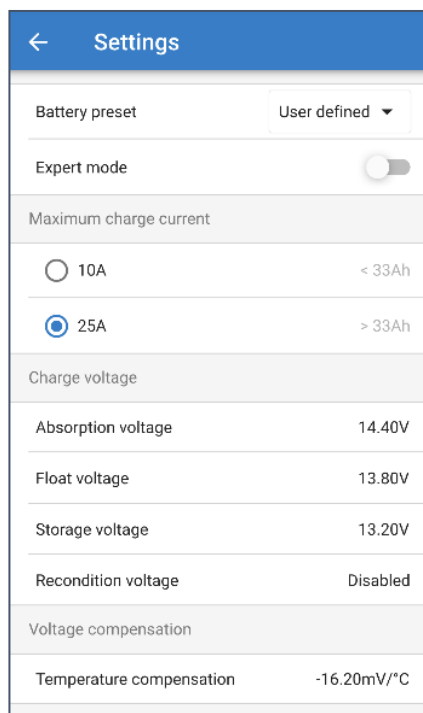 Settings
Battery preset User defined
Expert mode
Maximum charge current
10A < 33Ah
25A > 33Ah
Charge voltage
Absorption voltage 14.40V
Float voltage 13.80V
Storage voltage 13.20V
Recondition voltage Disabled
Voltage compensation
Temperature compensation -16.20mV/°C